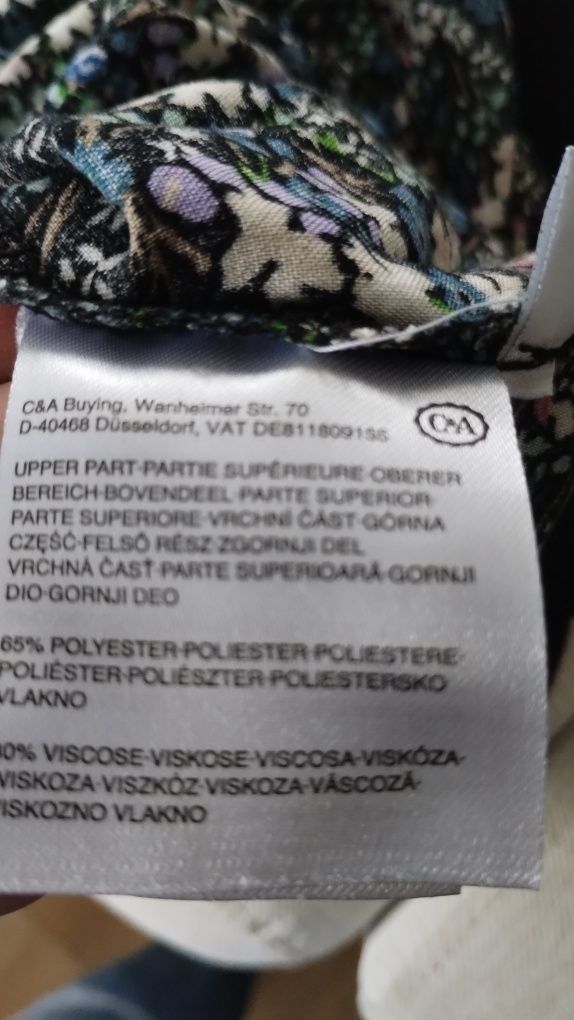 C&A Buying, Wanheimer Str. 70
D-40468 Düsseldorf, VAT DE811809155
C&A
UPPER PART-PARTIE SUPÉRIEURE-OBERER
BEREICH-BOVENDEEL-PARTE SUPERIOR-
PARTE SUPERIORE-VRCHNÍ ČÁST-GÓRNA
CZĘŚĆ-FELSŐ RÉSZ-ZGORNJI DEL
VRCHNÁ ČASŤ-PARTE SUPERIOARĂ-GORNJI
DIO-GORNJI DEO
65% POLYESTER-POLIESTER-POLIESTERE-
POLIÉSTER-POLIÉSZTER-POLIESTERSKO
VLAKNO
VISCOSE-VISKOSE-VISCOSA-VISKÓZA-
VISKOZA-VISZKÓZ-VISKOZA-VÂSCOZĂ-
VLAKNO